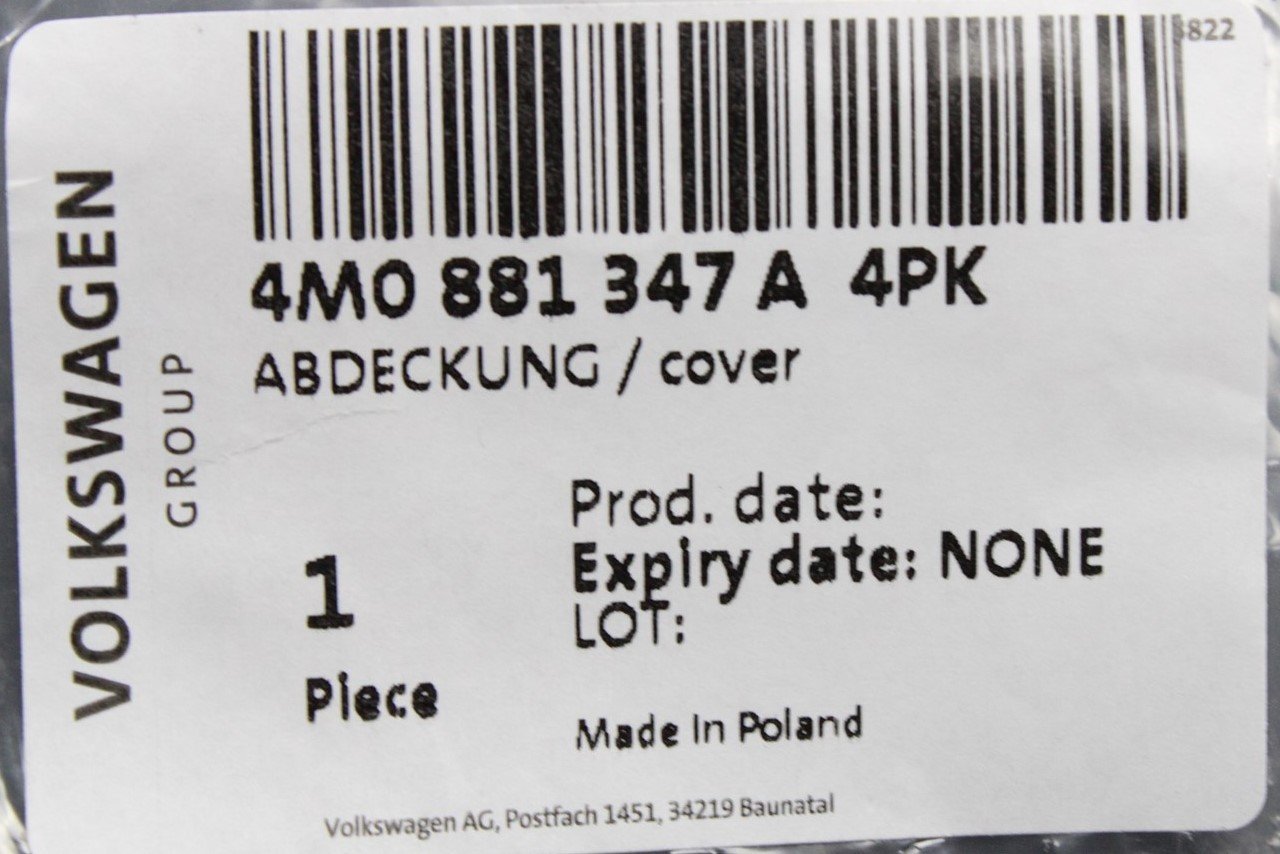 822
4M0 881 347 A 4PK
ABDECKUNG / cover
VOLKSWAGEN
GROUP
Prod. date:
Expiry date: NONE
LOT:
1
Piece
Made In Poland
Volkswagen AG, Postfach 1451, 34219 Baunatal